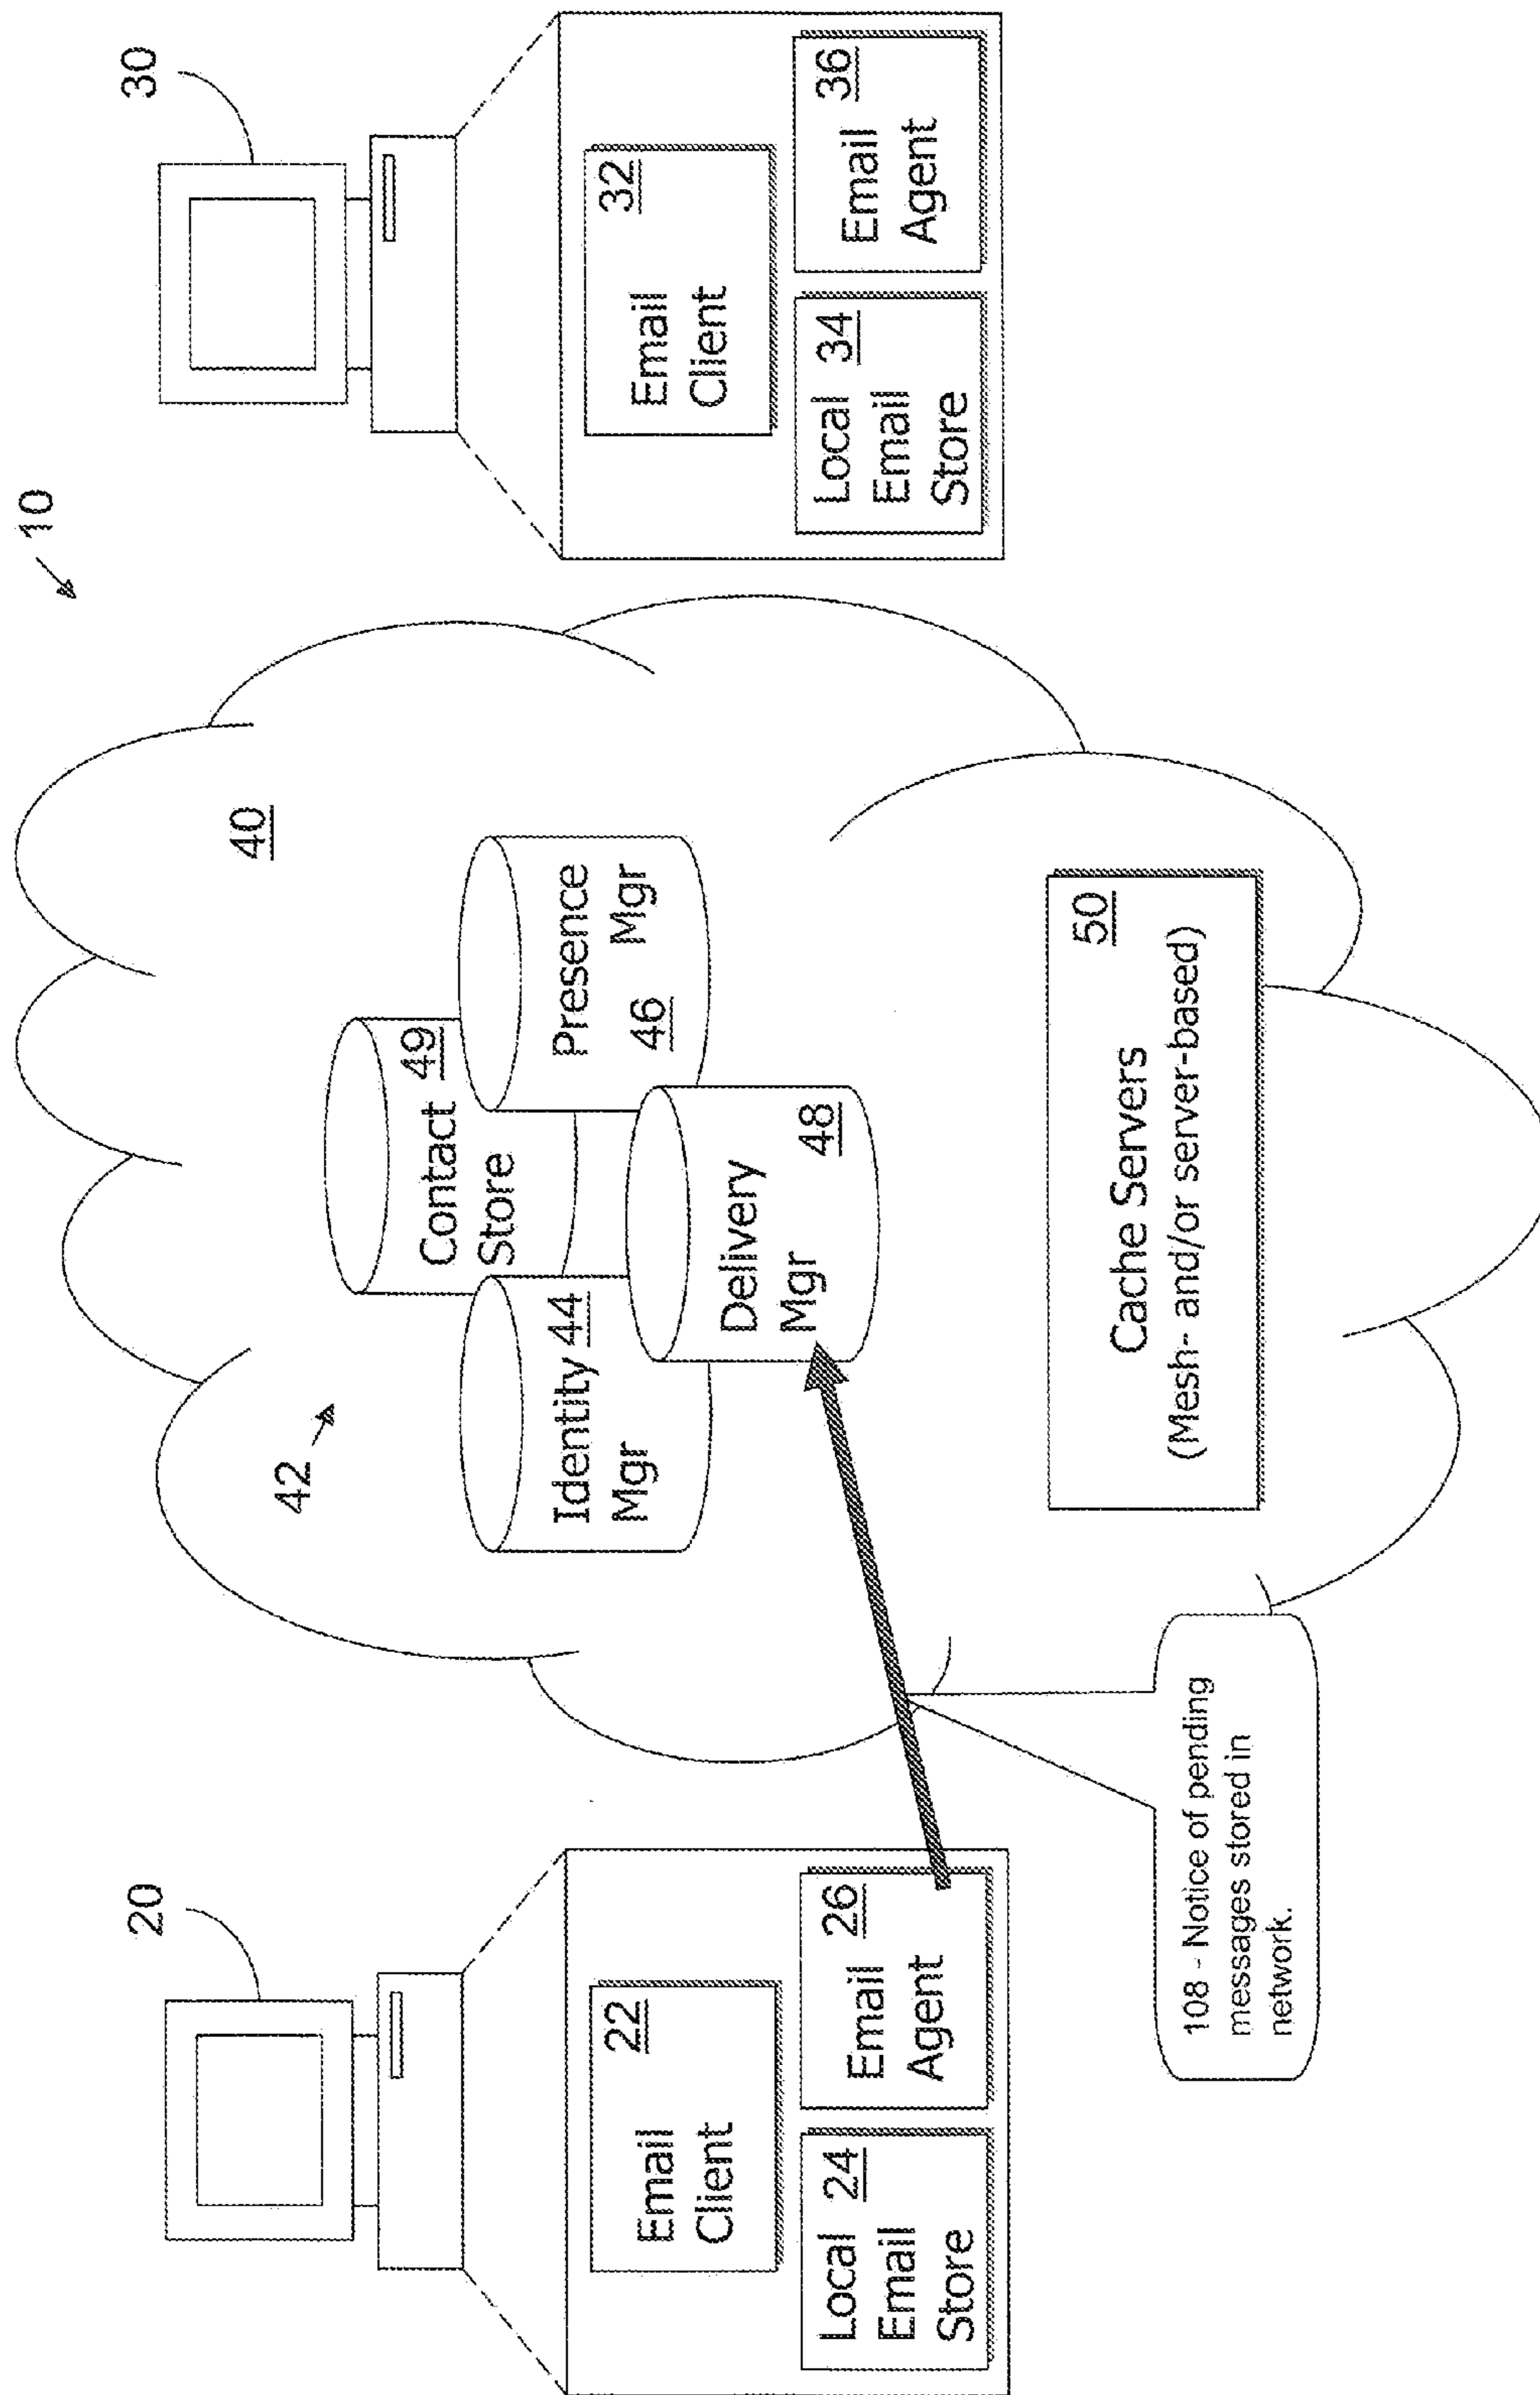 10
20
22
Email
Client
Local 24
Email
Store
26
Email
Agent
42
40
Identity 44
Mgr
Contact 49
Store
Presence
Mgr
46
Delivery
Mgr
48
50
Cache Servers
(Mesh- and/or server-based)
108 - Notice of pending
messages stored in
network.
30
32
Email
Client
Local 34
Email
Store
36
Email
Agent